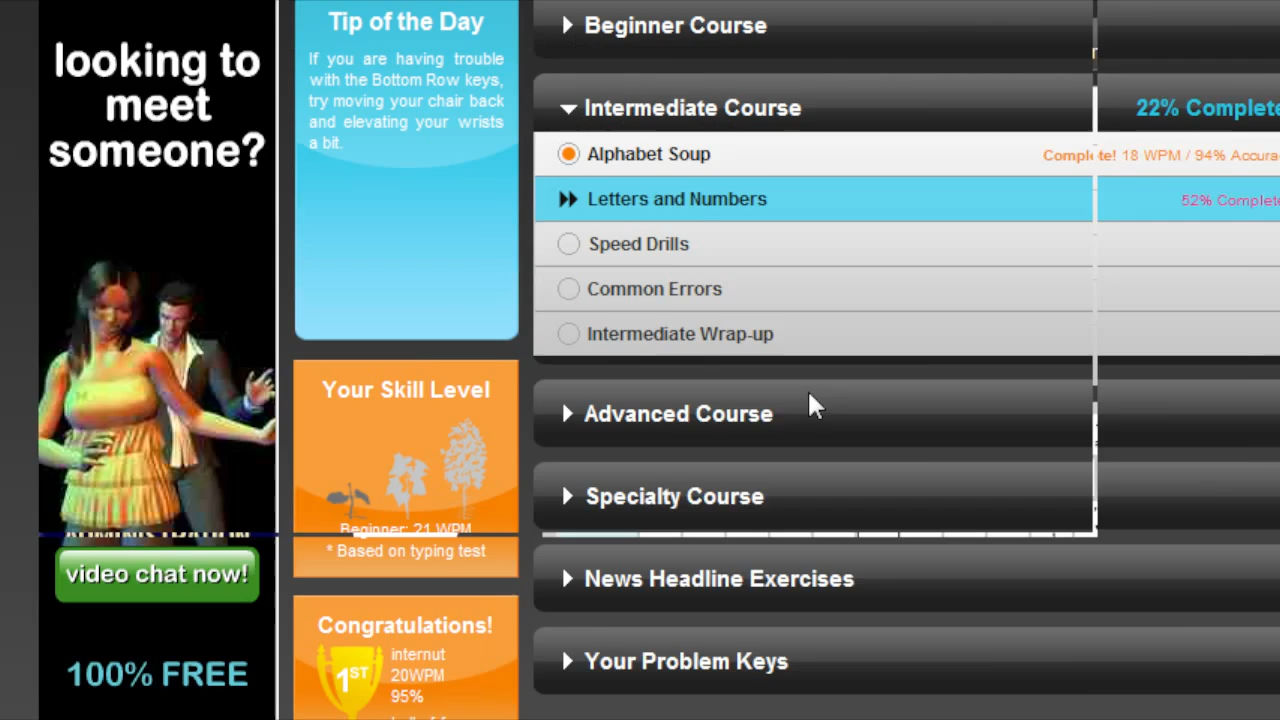 looking to
meet
someone?
video chat now!
100% FREE
Tip of the Day
If you are having trouble
with the Bottom Row keys,
try moving your chair back
and elevating your wrists
a bit.
Your Skill Level
Beginner: 21 WPM
* Based on typing test
Congratulations!
1ST
internut
20WPM
95%
Beginner Course
Intermediate Course
22% Complete
Alphabet Soup
Complete! 18 WPM / 94% Accura
Letters and Numbers
52% Complete
Speed Drills
Common Errors
Intermediate Wrap-up
Advanced Course
Specialty Course
News Headline Exercises
Your Problem Keys